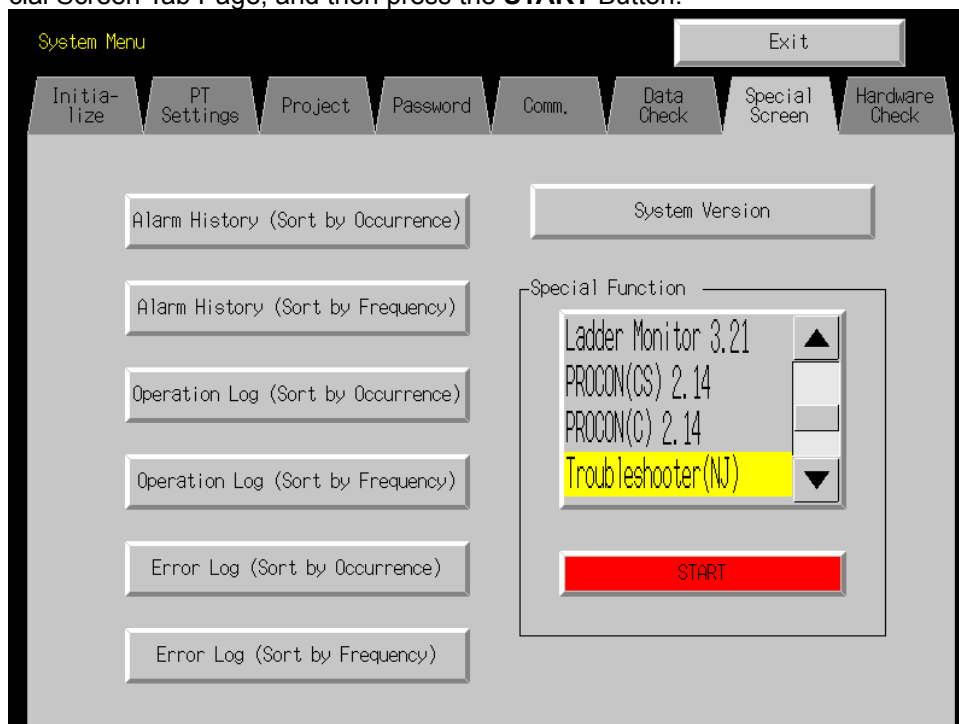 cial Screen Tab Page, and then press the START Button.
System Menu
Exit
Initia-
lize
PT
Settings
Project
Password
Comm.
Data
Check
Special
Screen
Hardware
Check
Alarm History (Sort by Occurrence)
Alarm History (Sort by Frequency)
Operation Log (Sort by Occurrence)
Operation Log (Sort by Frequency)
Error Log (Sort by Occurrence)
Error Log (Sort by Frequency)
System Version
Special Function
Ladder Monitor 3.21
PROCON(CS) 2.14
PROCON(C) 2.14
Troubleshooter(NJ)
START